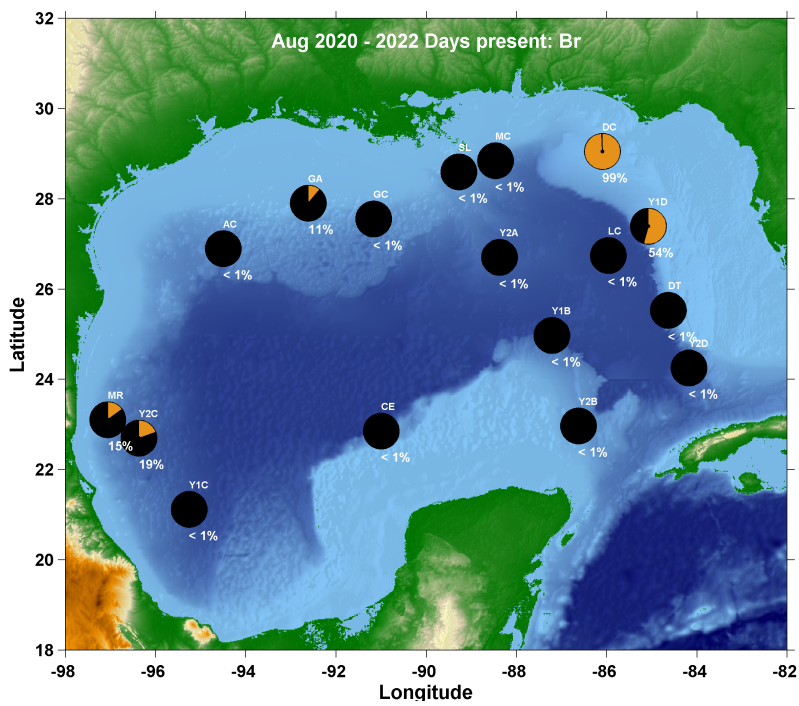 Aug 2020 - 2022 Days present: Br
32
30
28
26
24
22
20
18
Latitude
DC
99%
MC
< 1%
SL
< 1%
GA
11%
GC
< 1%
Y1D
54%
AC
< 1%
Y2A
< 1%
LC
< 1%
DT
< 1%
Y1B
< 1%
Y2D
< 1%
MR
15%
Y2C
19%
CE
< 1%
Y2B
< 1%
Y1C
< 1%
-98 -96 -94 -92 -90 -88 -86 -84 -82
Longitude